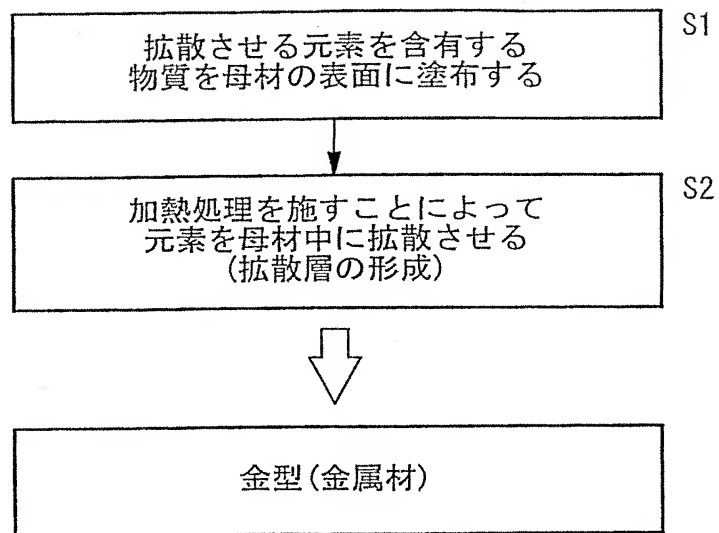 S1
拡散させる元素を含有する
物質を母材の表面に塗布する
S2
加熱処理を施すことによって
元素を母材中に拡散させる
(拡散層の形成)
金型(金属材)